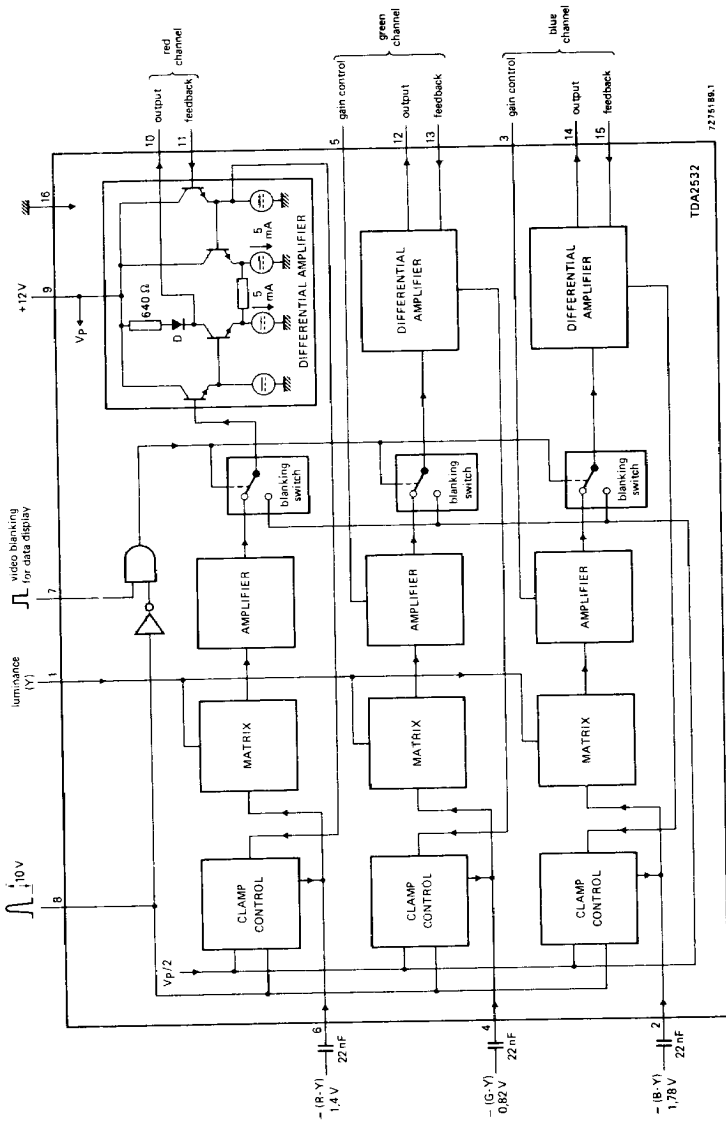 red
channel
green
channel
blue
channel
10
output
11
feedback
5
gain control
12
output
13
feedback
3
gain control
14
output
15
feedback
7275189.1
TDA2532
16
+12V
9
Vp
640 Ω
D
5
mA
5
mA
DIFFERENTIAL AMPLIFIER
DIFFERENTIAL
AMPLIFIER
DIFFERENTIAL
AMPLIFIER
video blanking
for data display
7
blanking
switch
blanking
switch
blanking
switch
luminance
(Y)
1
AMPLIFIER
AMPLIFIER
AMPLIFIER
MATRIX
MATRIX
MATRIX
10 V
8
CLAMP
CONTROL
CLAMP
CONTROL
CLAMP
CONTROL
Vp/2
6
22 nF
– (R-Y)
1,4 V
4
22 nF
– (G-Y)
0,82 V
2
22 nF
– (B-Y)
1,78 V